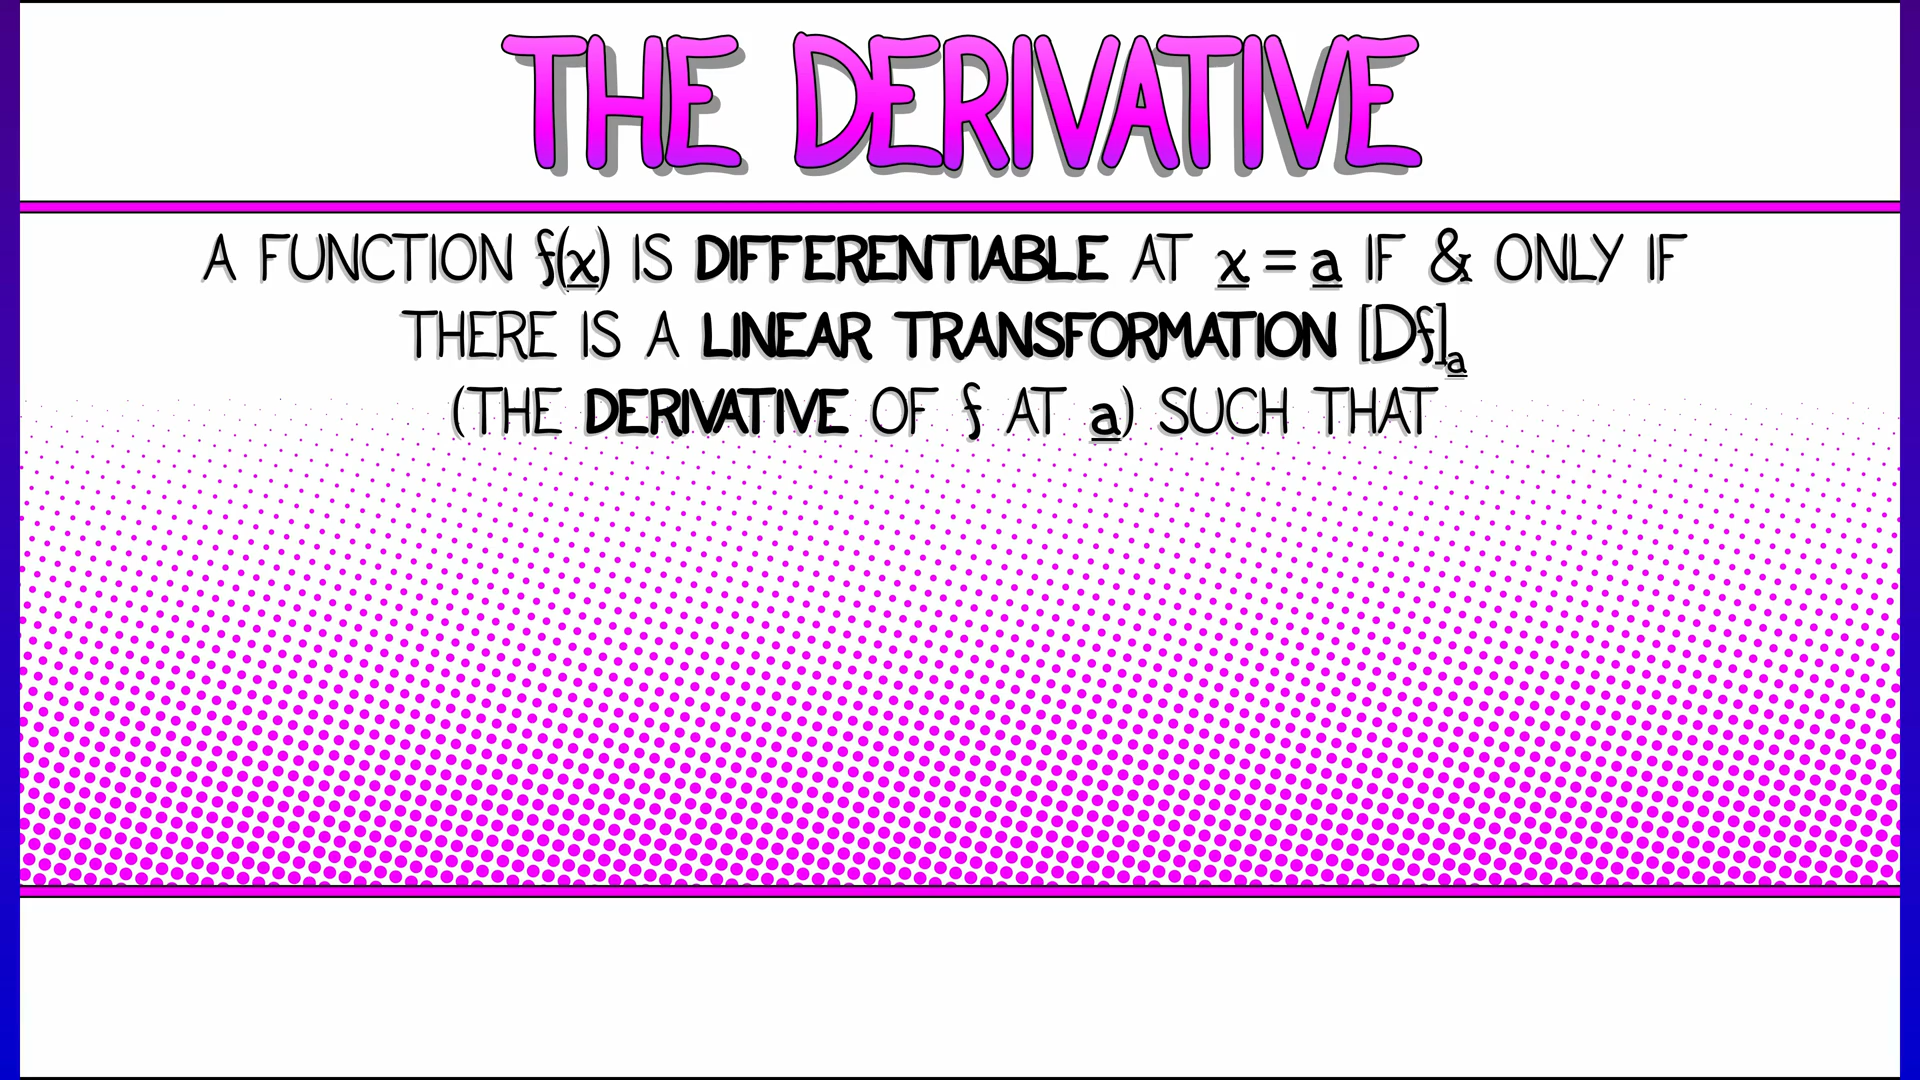 THE DERIVATIVE
A FUNCTION f(x) IS DIFFERENTIABLE AT x = a IF & ONLY IF
THERE IS A LINEAR TRANSFORMATION [Df]a
(THE DERIVATIVE OF f AT a) SUCH THAT